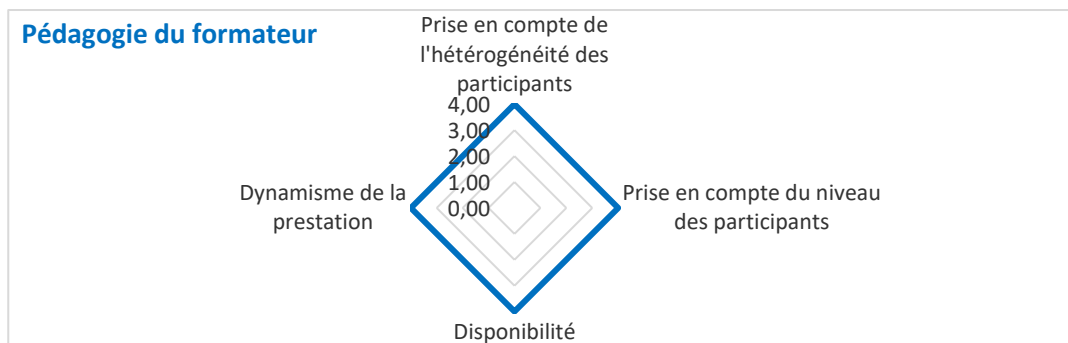 Pédagogie du formateur
Prise en compte de
l'hétérogénéité des
participants
4,00
3,00
2,00
1,00
0,00
Dynamisme de la
prestation
Prise en compte du niveau
des participants
Disponibilité